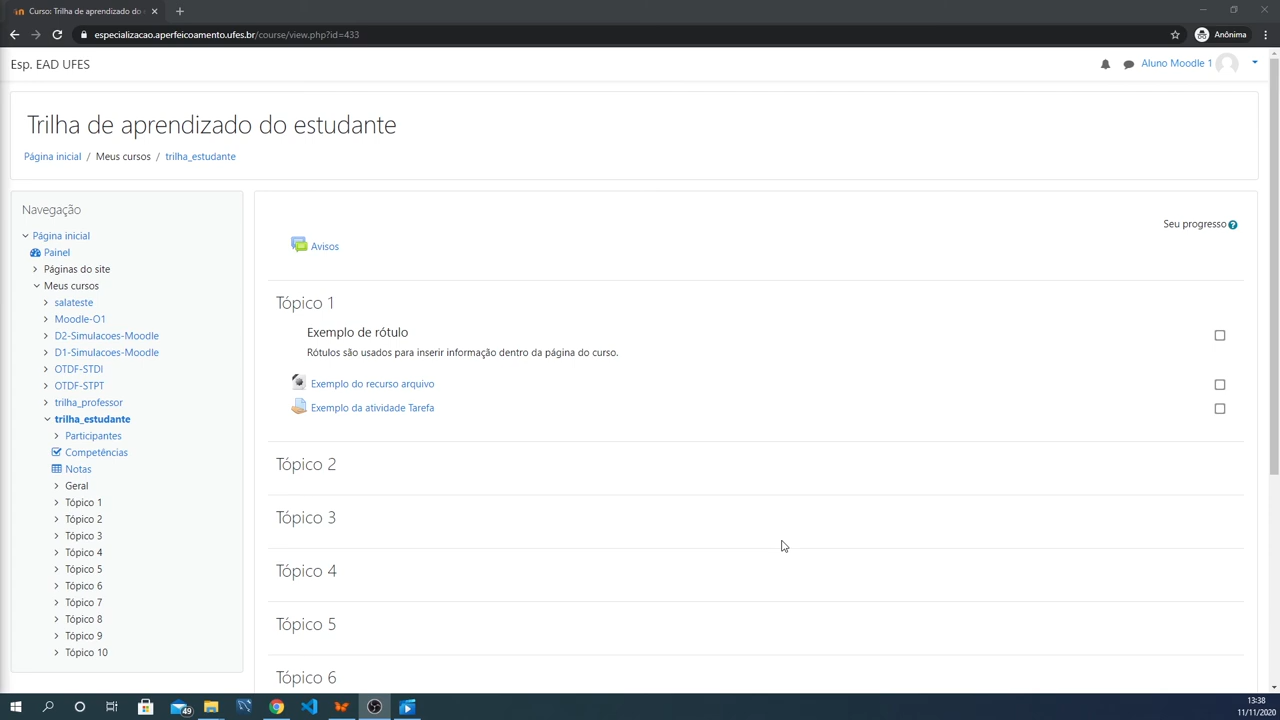 Curso: Trilha de aprendizado do
especializacao.aperfeicoamento.ufes.br/course/view.php?id=433
Anônima
Esp. EAD UFES
Aluno Moodle 1
Trilha de aprendizado do estudante
Página inicial / Meus cursos / trilha_estudante
Navegação
Página inicial
Painel
Páginas do site
Meus cursos
salateste
Moodle-O1
D2-Simulacoes-Moodle
D1-Simulacoes-Moodle
OTDF-STDI
OTDF-STPT
trilha_professor
trilha_estudante
Participantes
Competências
Notas
Geral
Tópico 1
Tópico 2
Tópico 3
Tópico 4
Tópico 5
Tópico 6
Tópico 7
Tópico 8
Tópico 9
Tópico 10
Seu progresso
Avisos
Tópico 1
Exemplo de rótulo
Rótulos são usados para inserir informação dentro da página do curso.
Exemplo do recurso arquivo
Exemplo da atividade Tarefa
Tópico 2
Tópico 3
Tópico 4
Tópico 5
Tópico 6
49
13:38
11/11/2020